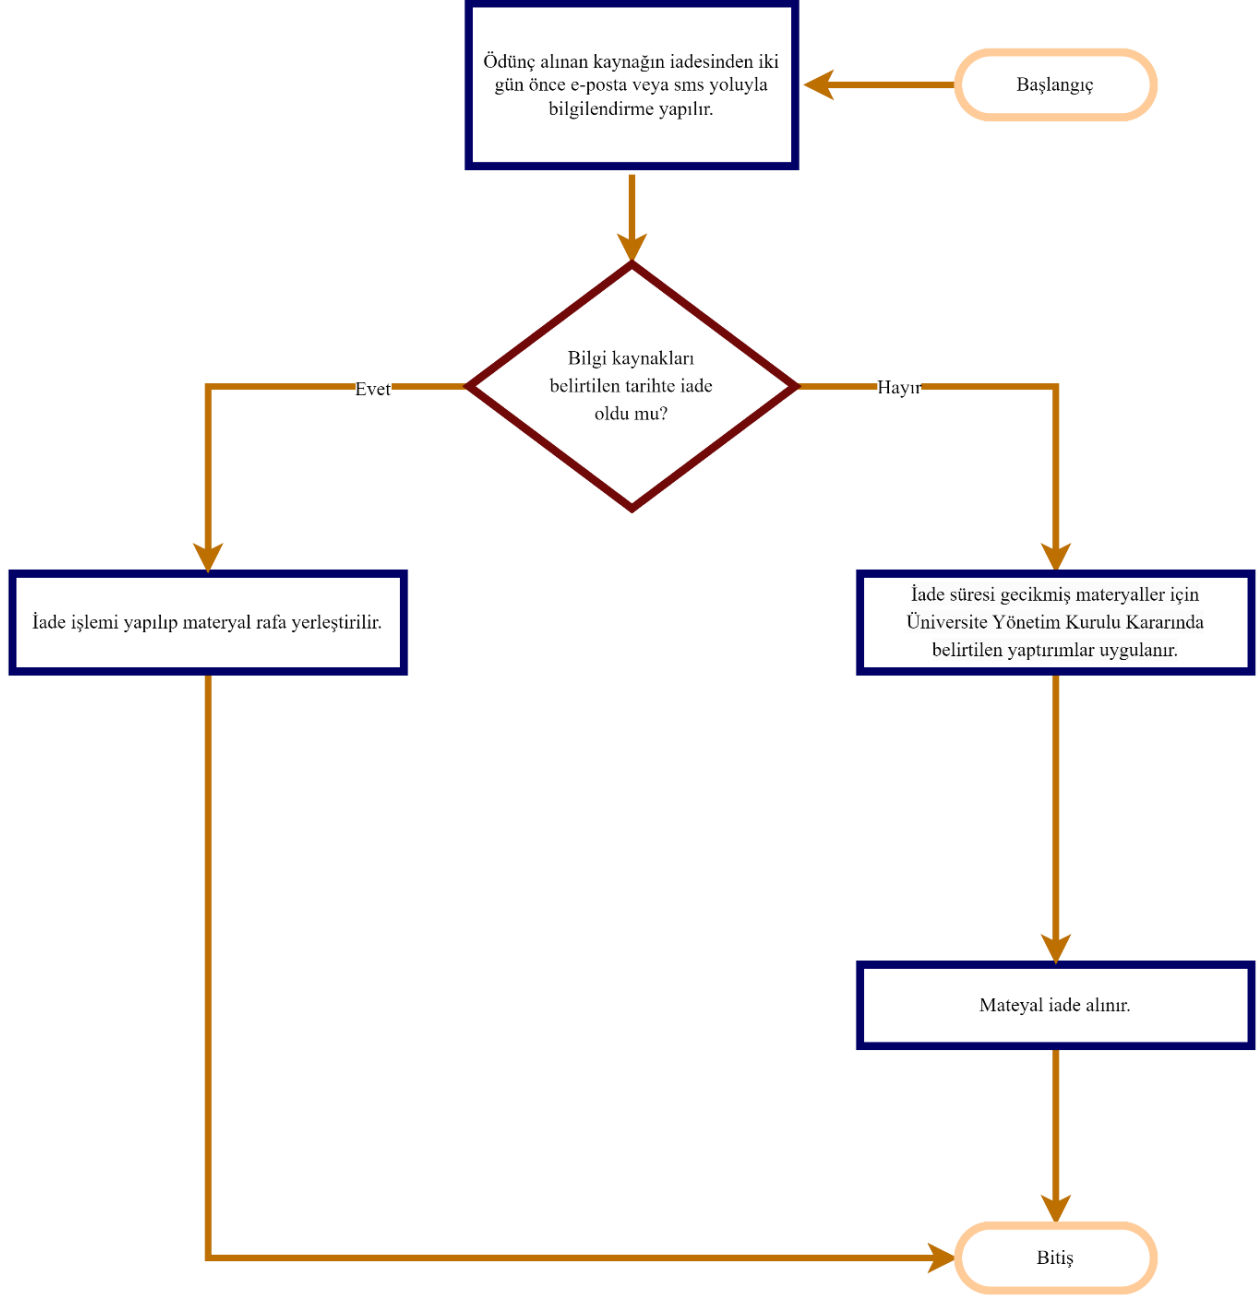 Ödünç alınan kaynağın iadesinden iki
gün önce e-posta veya sms yoluyla
bilgilendirme yapılır.
Başlangıç
Bilgi kaynakları
belirtilen tarihte iade
oldu mu?
Evet
Hayır
İade işlemi yapılıp materyal rafa yerleştirilir.
İade süresi gecikmiş materyaller için
Üniversite Yönetim Kurulu Kararında
belirtilen yaptırımlar uygulanır.
Mateyal iade alınır.
Bitiş